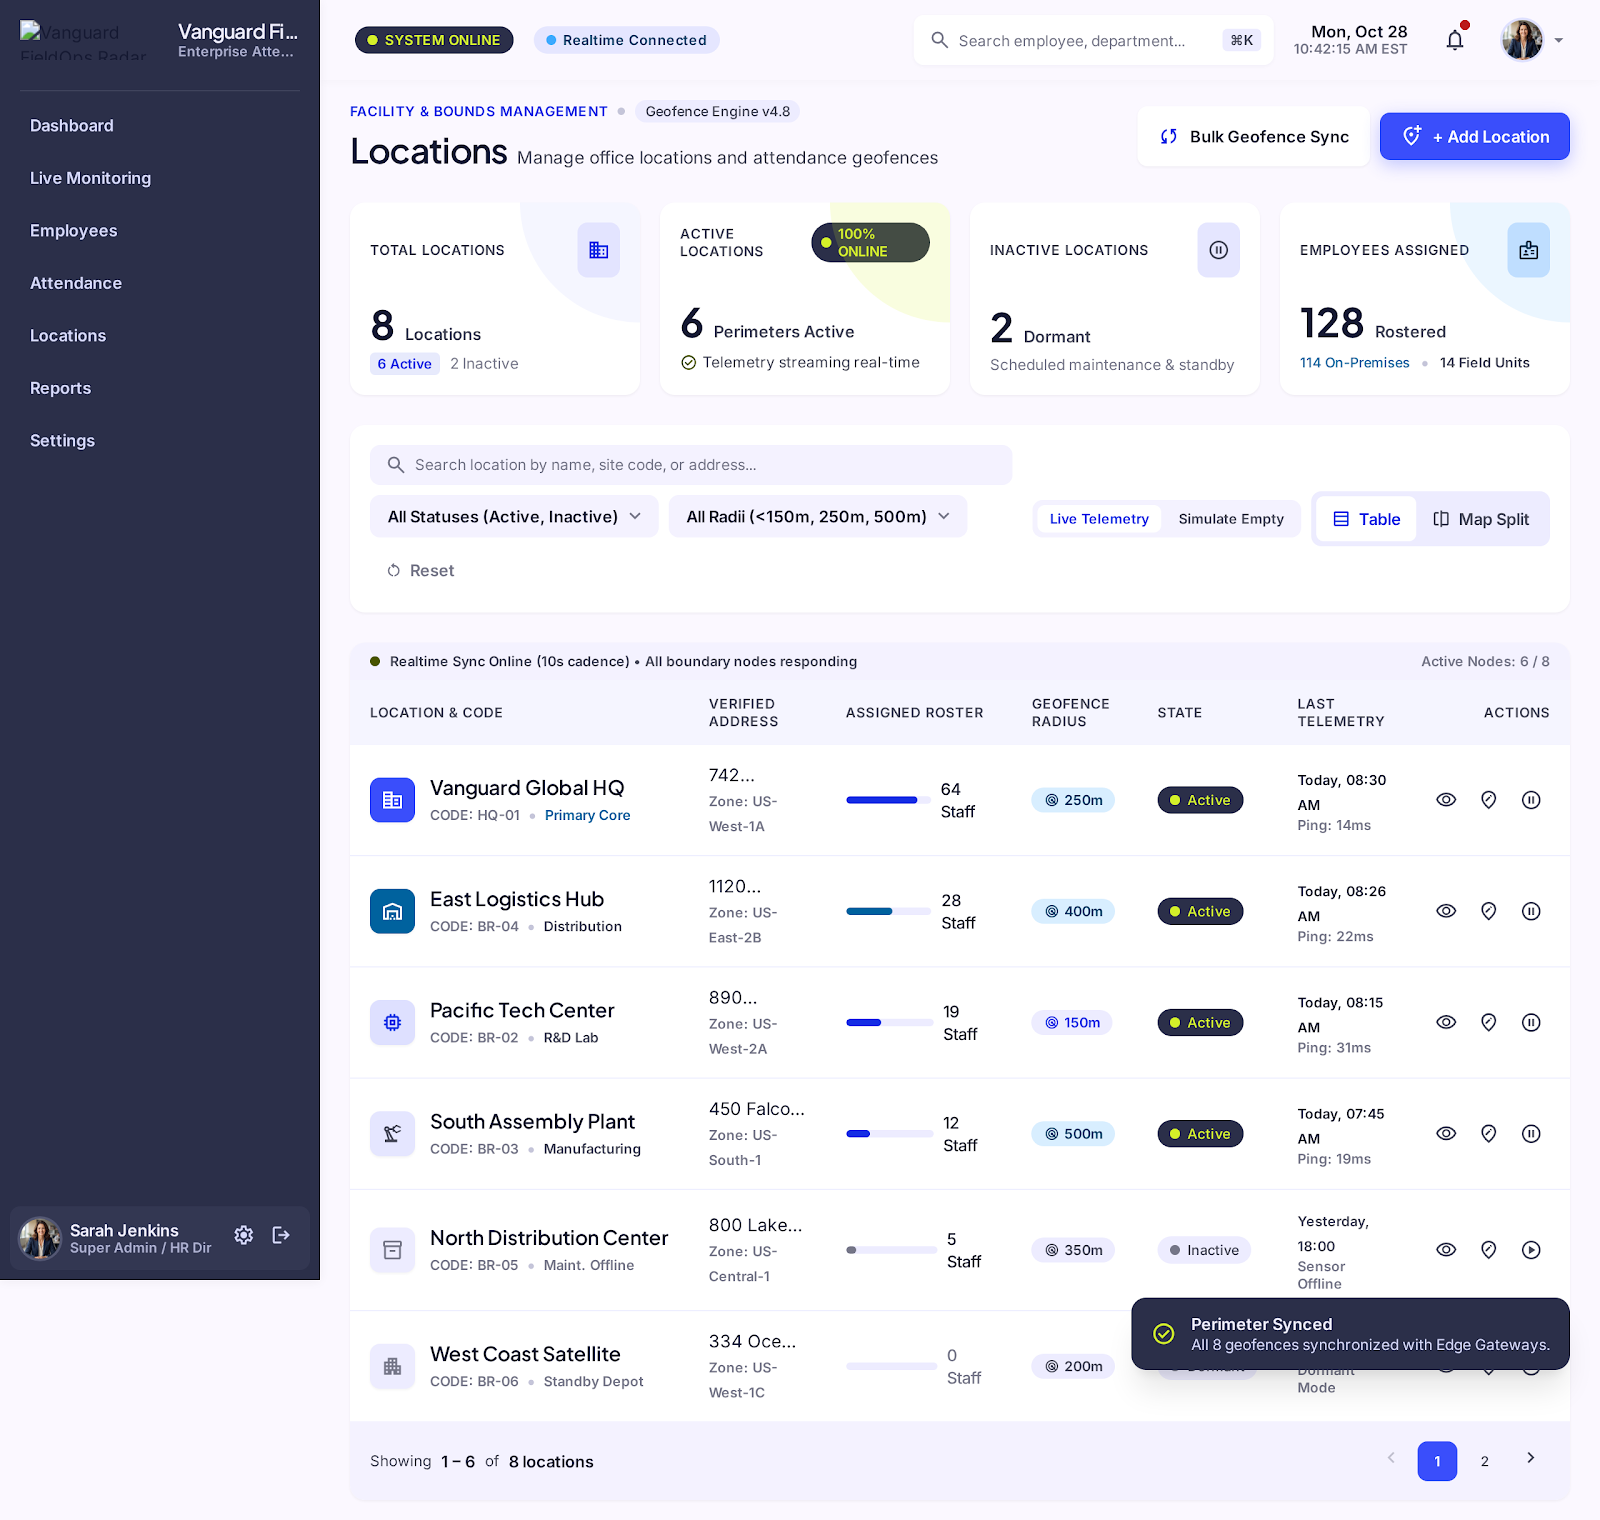 Vanguard
FieldOps Radar
Vanguard Fi...
Enterprise Atte...
Dashboard
Live Monitoring
Employees
Attendance
Locations
Reports
Settings
Sarah Jenkins
Super Admin / HR Dir
SYSTEM ONLINE
Realtime Connected
Search employee, department...
⌘K
Mon, Oct 28
10:42:15 AM EST
FACILITY & BOUNDS MANAGEMENT
Geofence Engine v4.8
Locations Manage office locations and attendance geofences
Bulk Geofence Sync
+ Add Location
TOTAL LOCATIONS
8 Locations
6 Active 2 Inactive
ACTIVE
LOCATIONS
100%
ONLINE
6 Perimeters Active
Telemetry streaming real-time
INACTIVE LOCATIONS
2 Dormant
Scheduled maintenance & standby
EMPLOYEES ASSIGNED
128 Rostered
114 On-Premises • 14 Field Units
Search location by name, site code, or address...
All Statuses (Active, Inactive)
All Radii (<150m, 250m, 500m)
Live Telemetry
Simulate Empty
Table
Map Split
Reset
Realtime Sync Online (10s cadence) • All boundary nodes responding
Active Nodes: 6 / 8
LOCATION & CODE
VERIFIED
ADDRESS
ASSIGNED ROSTER
GEOFENCE
RADIUS
STATE
LAST
TELEMETRY
ACTIONS
Vanguard Global HQ
CODE: HQ-01 • Primary Core
742...
Zone: US-
West-1A
64
Staff
250m
Active
Today, 08:30
AM
Ping: 14ms
East Logistics Hub
CODE: BR-04 • Distribution
1120...
Zone: US-
East-2B
28
Staff
400m
Active
Today, 08:26
AM
Ping: 22ms
Pacific Tech Center
CODE: BR-02 • R&D Lab
890...
Zone: US-
West-2A
19
Staff
150m
Active
Today, 08:15
AM
Ping: 31ms
South Assembly Plant
CODE: BR-03 • Manufacturing
450 Falco...
Zone: US-
South-1
12
Staff
500m
Active
Today, 07:45
AM
Ping: 19ms
North Distribution Center
CODE: BR-05 • Maint. Offline
800 Lake...
Zone: US-
Central-1
5
Staff
350m
Inactive
Yesterday,
18:00
Sensor
Offline
West Coast Satellite
CODE: BR-06 • Standby Depot
334 Oce...
Zone: US-
West-1C
0
Staff
200m
Dormant
Mode
Perimeter Synced
All 8 geofences synchronized with Edge Gateways.
Showing 1 – 6 of 8 locations
1
2